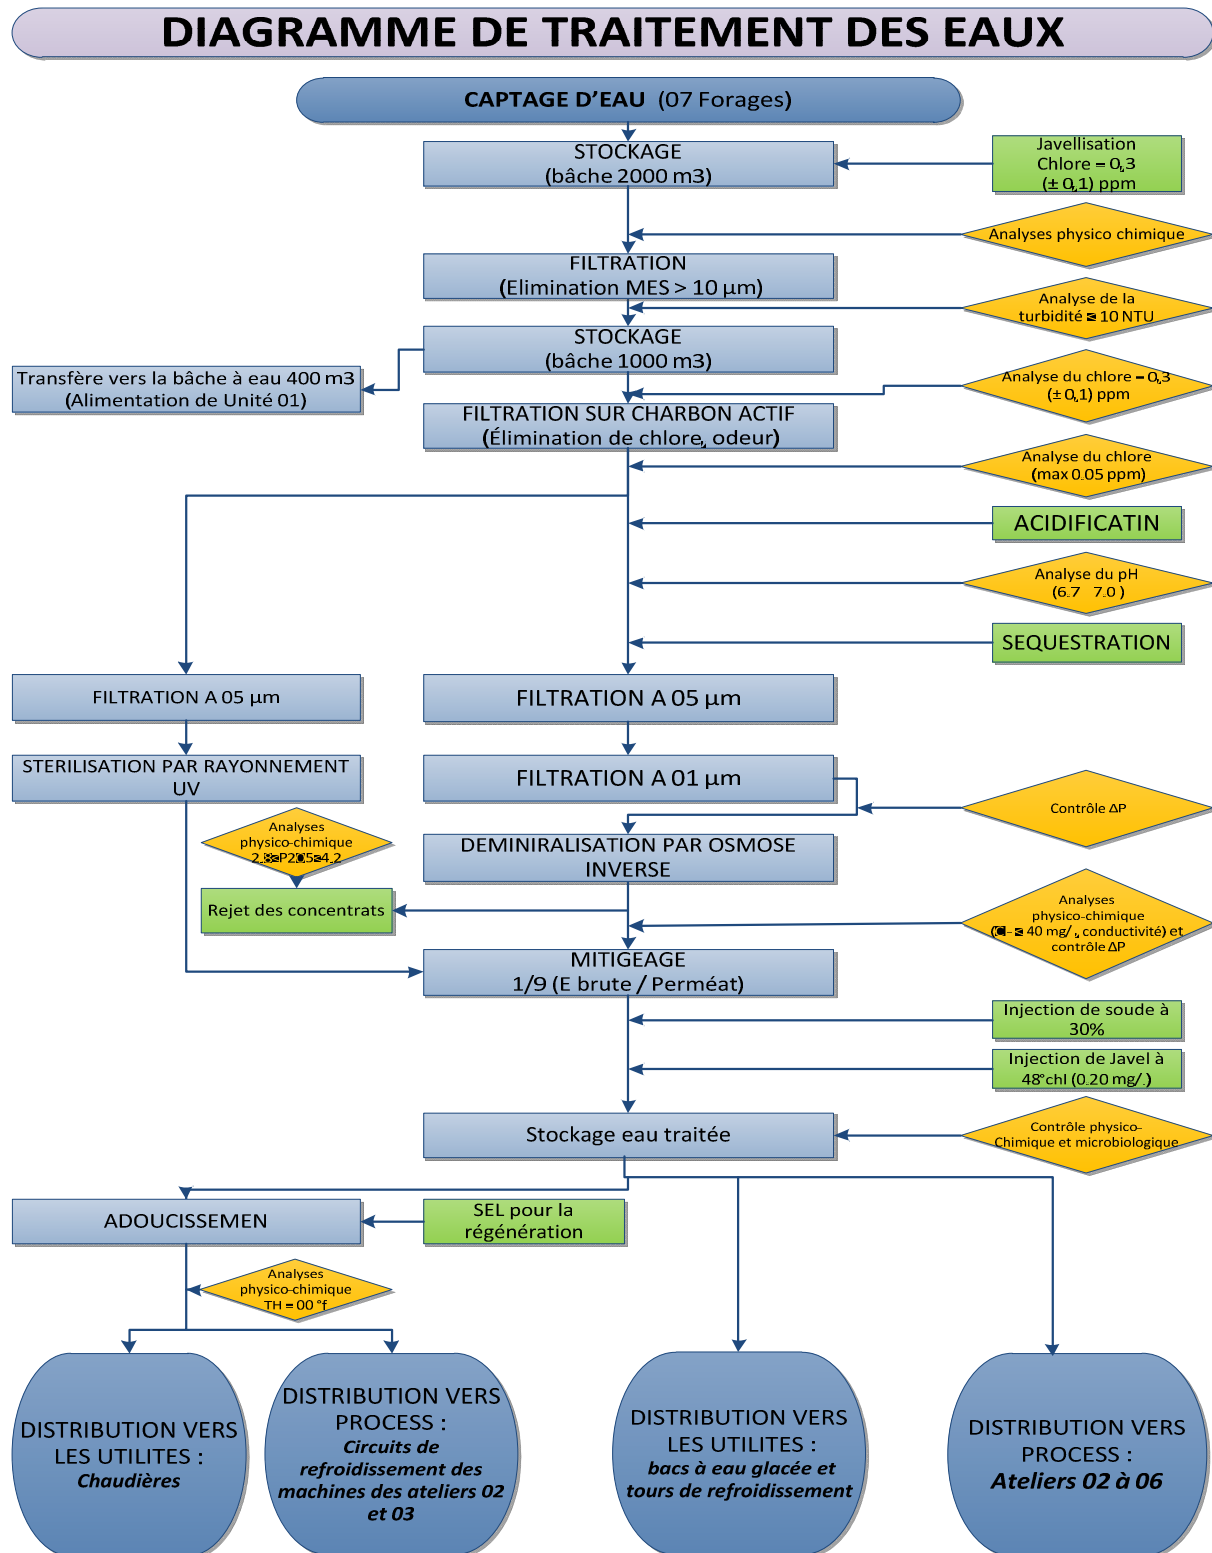 DIAGRAMME DE TRAITEMENT DES EAUX
CAPTAGE D'EAU (07 Forages)
STOCKAGE
(bâche 2000 m3)
Javellisation
Chlore = 0,3
(± 0,1) ppm
Analyses physico chimique
FILTRATION
(Elimination MES > 10 µm)
Analyse de la
turbidité ≤ 10 NTU
STOCKAGE
(bâche 1000 m3)
Transfère vers la bâche à eau 400 m3
(Alimentation de Unité 01)
Analyse du chlore = 0,3
(± 0,1) ppm
FILTRATION SUR CHARBON ACTIF
(Élimination de chlore, odeur)
Analyse du chlore
(max 0.05 ppm)
ACIDIFICATIN
Analyse du pH
(6.7 7.0 )
SEQUESTRATION
FILTRATION A 05 µm
FILTRATION A 05 µm
STERILISATION PAR RAYONNEMENT
UV
FILTRATION A 01 µm
Contrôle ΔP
Analyses
physico-chimique
DEMINIRALISATION PAR OSMOSE
INVERSE
Rejet des concentrats
Analyses
physico-chimique
40 mg/ , conductivité) et
contrôle ΔP
MITIGEAGE
1/9 (E brute / Perméat)
Injection de soude à
30%
Injection de Javel à
48°chl (0.20 mg/.)
Stockage eau traitée
Contrôle physico-
Chimique et microbiologique
ADOUCISSEMEN
SEL pour la
régénération
Analyses
physico-chimique
TH = 00 °f
DISTRIBUTION VERS
LES UTILITES :
Chaudières
DISTRIBUTION VERS
PROCESS :
Circuits de
refroidissement des
machines des ateliers 02
et 03
DISTRIBUTION VERS
LES UTILITES :
bacs à eau glacée et
tours de refroidissement
DISTRIBUTION VERS
PROCESS :
Ateliers 02 à 06